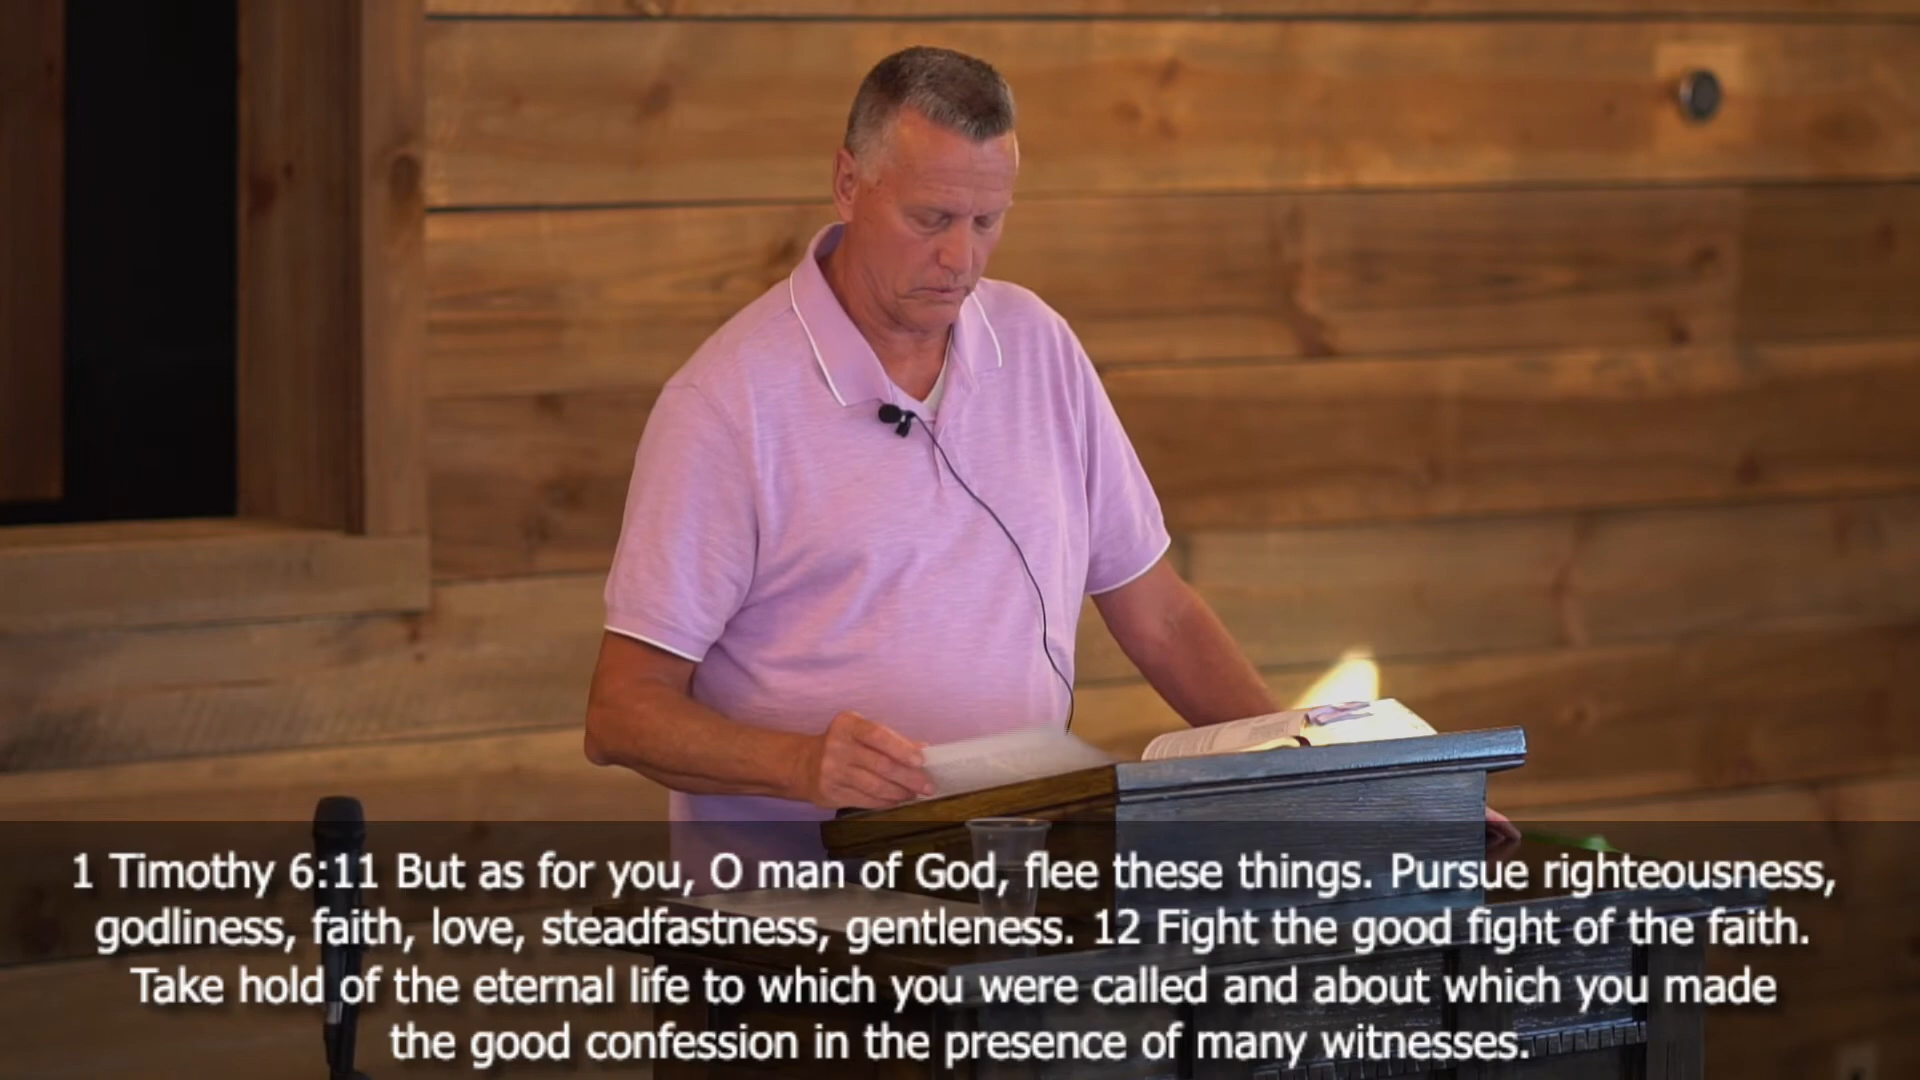 1 Timothy 6:11 But as for you, O man of God, flee these things. Pursue righteousness,
godliness, faith, love, steadfastness, gentleness. 12 Fight the good fight of the faith.
Take hold of the eternal life to which you were called and about which you made
the good confession in the presence of many witnesses.